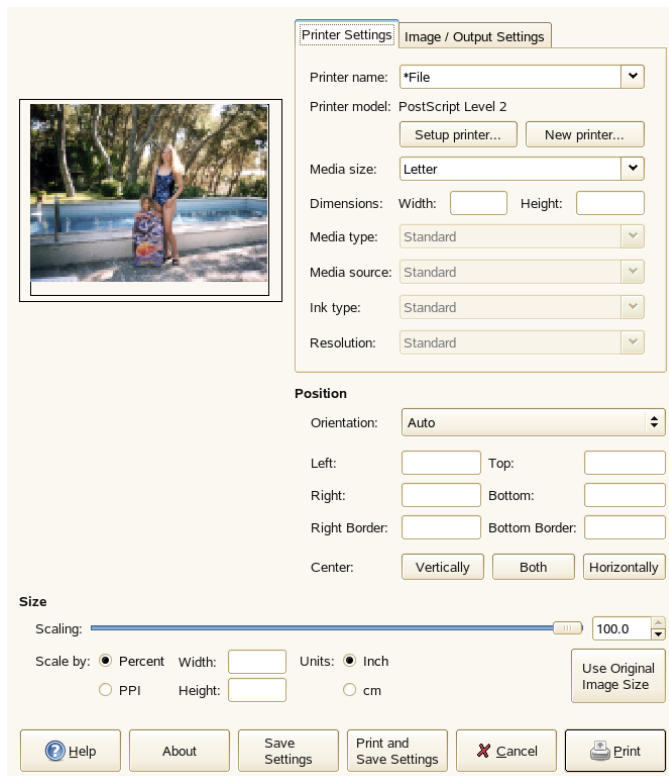 Printer Settings Image / Output Settings
Printer name: *File
Printer model: PostScript Level 2
Setup printer... New printer...
Media size: Letter
Dimensions: Width: Height:
Media type: Standard
Media source: Standard
Ink type: Standard
Resolution: Standard
Position
Orientation: Auto
Left: Top:
Right: Bottom:
Right Border: Bottom Border:
Center: Vertically Both Horizontally
Size
Scaling: 100.0
Scale by: Percent Width: Units: Inch
PPI Height: cm
Use Original
Image Size
Help About Save
Settings Print and
Save Settings Cancel Print